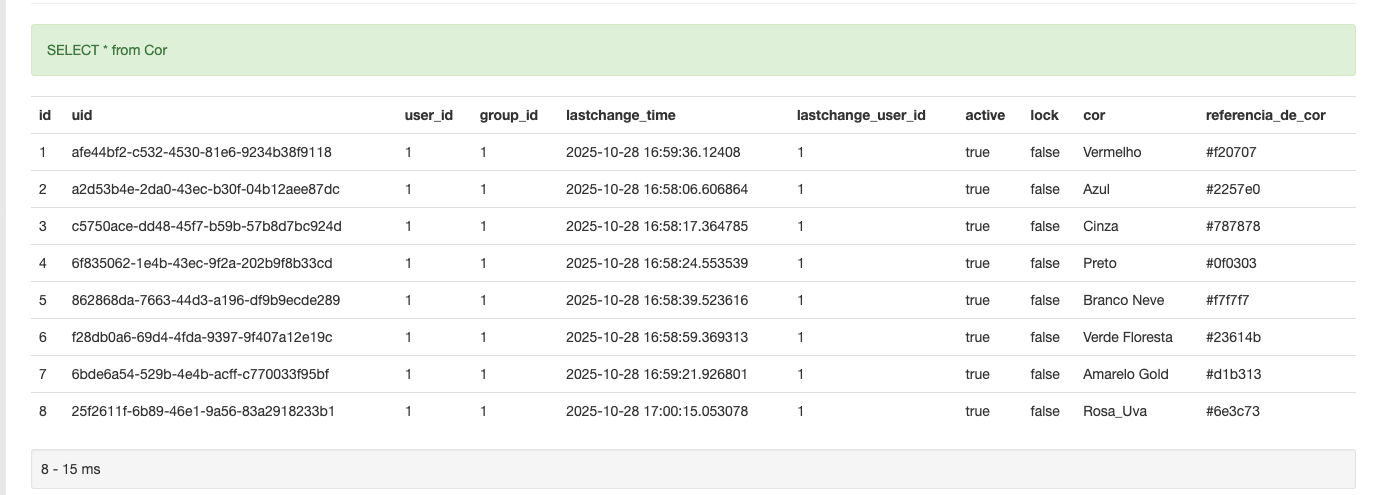 SELECT * from Cor
id uid user_id group_id lastchange_time lastchange_user_id active lock cor referencia_de_cor
1 afe44bf2-c532-4530-81e6-9234b38f9118 1 1 2025-10-28 16:59:36.12408 1 true false Vermelho #f20707
2 a2d53b4e-2da0-43ec-b30f-04b12aee87dc 1 1 2025-10-28 16:58:06.606864 1 true false Azul #2257e0
3 c5750ace-dd48-45f7-b59b-57b8d7bc924d 1 1 2025-10-28 16:58:17.364785 1 true false Cinza #787878
4 6f835062-1e4b-43ec-9f2a-202b9f8b33cd 1 1 2025-10-28 16:58:24.553539 1 true false Preto #0f0303
5 862868da-7663-44d3-a196-df9b9ecde289 1 1 2025-10-28 16:58:39.523616 1 true false Branco Neve #f7f7f7
6 f28db0a6-69d4-4fda-9397-9f407a12e19c 1 1 2025-10-28 16:58:59.369313 1 true false Verde Floresta #23614b
7 6bde6a54-529b-4e4b-acff-c770033f95bf 1 1 2025-10-28 16:59:21.926801 1 true false Amarelo Gold #d1b313
8 25f2611f-6b89-46e1-9a56-83a2918233b1 1 1 2025-10-28 17:00:15.053078 1 true false Rosa_Uva #6e3c73
8 - 15 ms